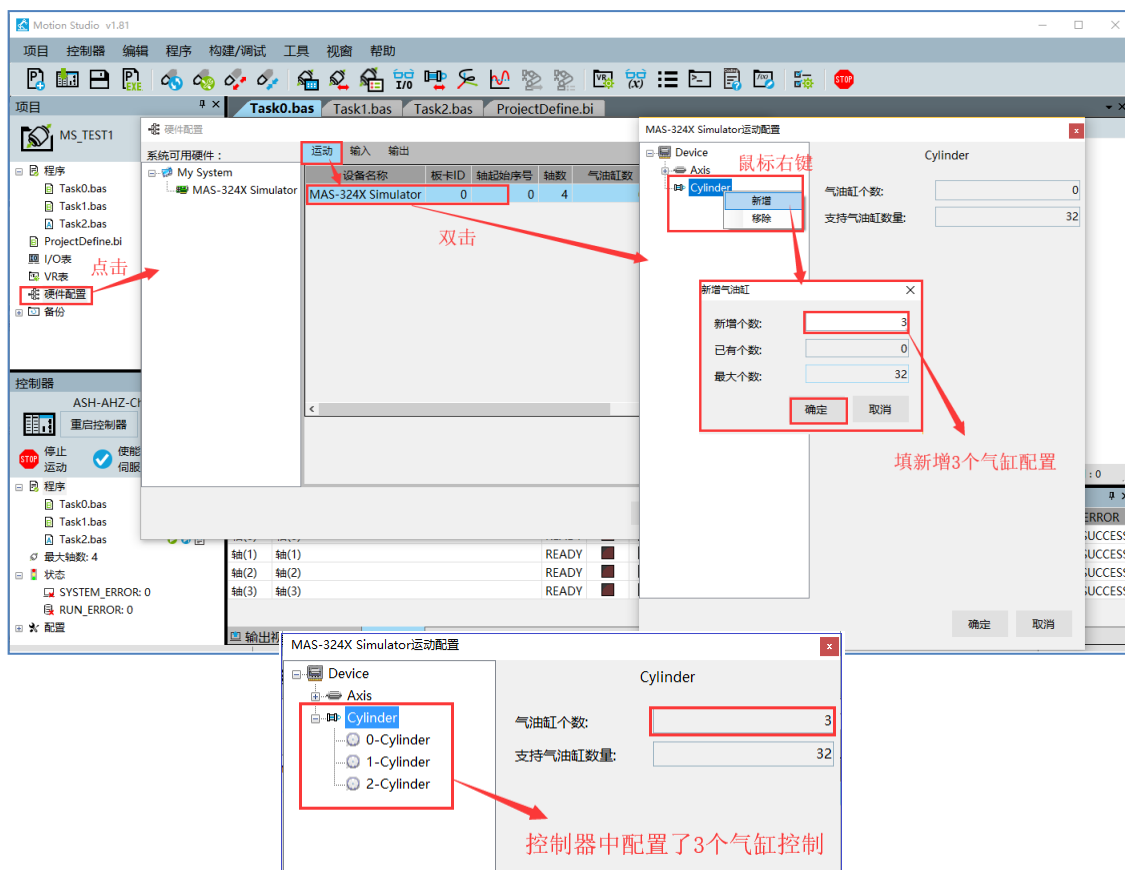 Motion Studio v1.81
项目 控制器 编辑 程序 构建/调试 工具 视窗 帮助
项目
Task0.bas Task1.bas Task2.bas ProjectDefine.bi
MS_TEST1
程序
Task0.bas
Task1.bas
Task2.bas
ProjectDefine.bi
I/O表
VR表
硬件配置
备份
点击
硬件配置
系统可用硬件：
My System
MAS-324X Simulator
运动 输入 输出
设备名称 板卡ID 轴起始序号 轴数 气油缸数
MAS-324X Simulator 0 0 4
双击
MAS-324X Simulator运动配置
Device
Axis
Cylinder
鼠标右键
新增
移除
Cylinder
气油缸个数: 0
支持气油缸数量: 32
新增气油缸
新增个数: 3
已有个数: 0
最大个数: 32
确定 取消
填新增3个气缸配置
确定 取消
控制器
重启控制器
STOP 停止运动
程序
Task0.bas
Task1.bas
Task2.bas
最大轴数: 4
状态
SYSTEM_ERROR: 0
RUN_ERROR: 0
配置
轴(1) 轴(1) READY
轴(2) 轴(2) READY
轴(3) 轴(3) READY
MAS-324X Simulator运动配置
Device
Axis
Cylinder
0-Cylinder
1-Cylinder
2-Cylinder
Cylinder
气油缸个数: 3
支持气油缸数量: 32
控制器中配置了3个气缸控制